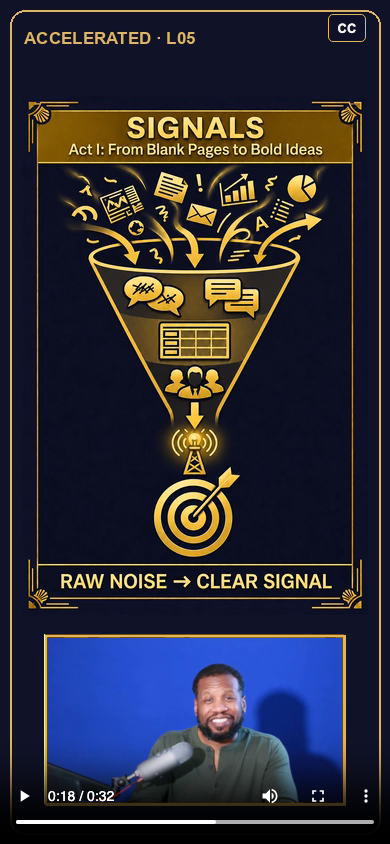 ACCELERATED · L05
CC
SIGNALS
Act I: From Blank Pages to Bold Ideas
A
RAW NOISE → CLEAR SIGNAL
0:18 / 0:32